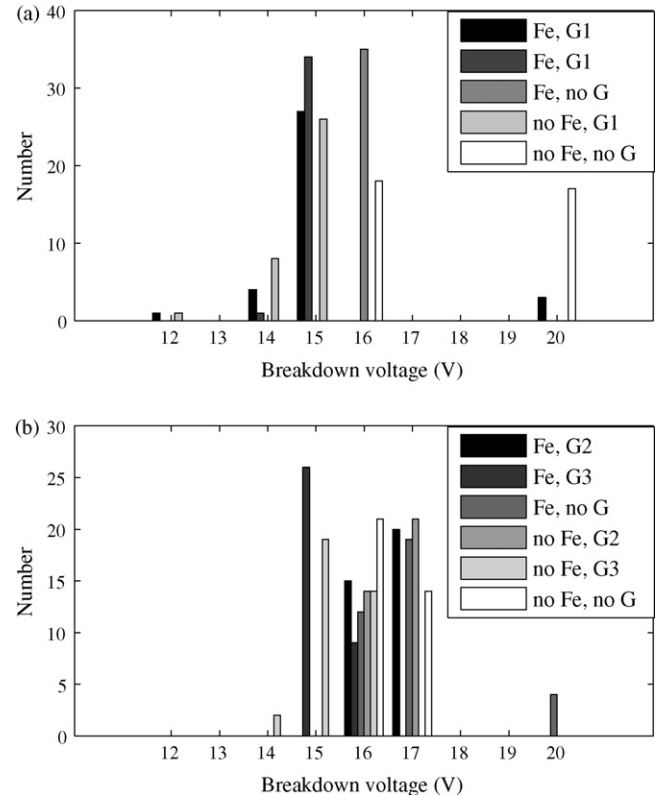 (a)
40
30
20
10
0
Number
Fe, G1
Fe, G1
Fe, no G
no Fe, G1
no Fe, no G
12 13 14 15 16 17 18 19 20
Breakdown voltage (V)
(b)
30
25
20
15
10
5
0
Number
Fe, G2
Fe, G3
Fe, no G
no Fe, G2
no Fe, G3
no Fe, no G
12 13 14 15 16 17 18 19 20
Breakdown voltage (V)